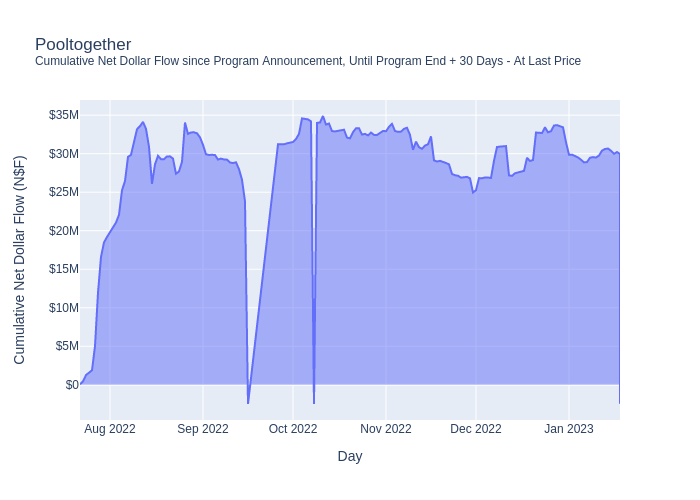 Pooltogether
Cumulative Net Dollar Flow since Program Announcement, Until Program End + 30 Days - At Last Price
Cumulative Net Dollar Flow (N$F)
$35M
$30M
$25M
$20M
$15M
$10M
$5M
$0
Aug 2022 Sep 2022 Oct 2022 Nov 2022 Dec 2022 Jan 2023
Day